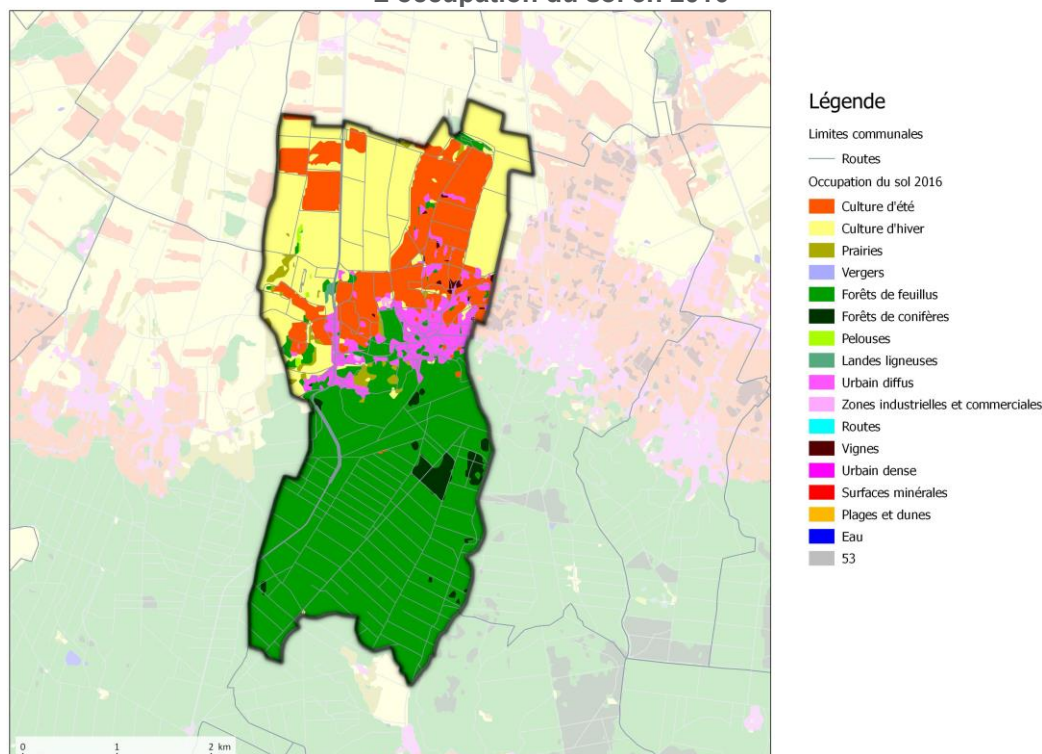 L'occupation du sol en 2016
Légende
Limites communales
Routes
Occupation du sol 2016
Culture d'été
Culture d'hiver
Prairies
Vergers
Forêts de feuillus
Forêts de conifères
Pelouses
Landes ligneuses
Urbain diffus
Zones industrielles et commerciales
Routes
Vignes
Urbain dense
Surfaces minérales
Plages et dunes
Eau
53
0 1 2 km